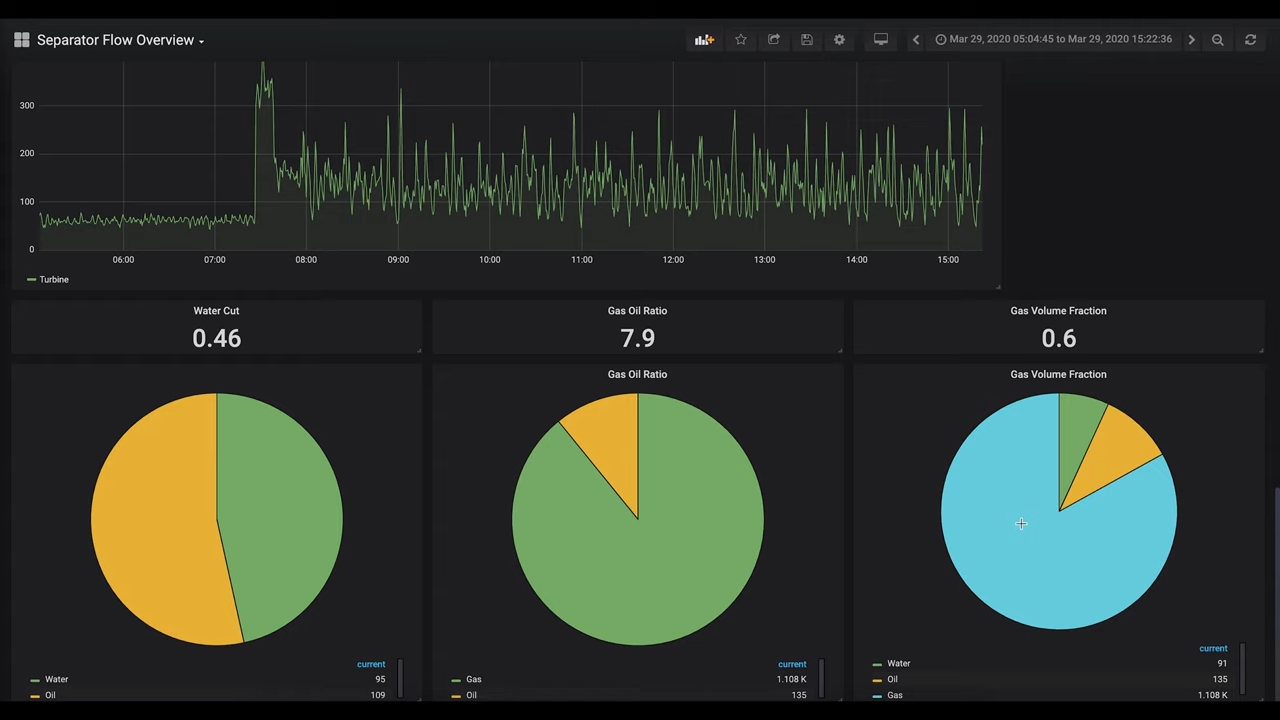 Separator Flow Overview
Mar 29, 2020 05:04:45 to Mar 29, 2020 15:22:36
300
200
100
0
06:00 07:00 08:00 09:00 10:00 11:00 12:00 13:00 14:00 15:00
Turbine
Water Cut
0.46
Gas Oil Ratio
7.9
Gas Volume Fraction
0.6
Gas Oil Ratio
Gas Volume Fraction
current
Water 95
Oil 109
current
Gas 1.108 K
Oil 135
current
Water 91
Oil 135
Gas 1.108 K